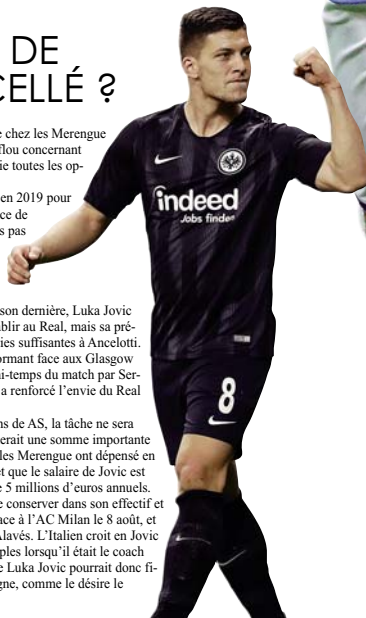 DE
CELLÉ ?
e chez les Merengue
flou concernant
ie toutes les op-
en 2019 pour
ce de
s pas
son dernière, Luka Jovic
blir au Real, mais sa pré-
ies suffisantes à Ancelotti.
ormant face aux Glasgow
i-temps du match par Ser-
a renforcé l'envie du Real
ns de AS, la tâche ne sera
erait une somme importante
les Merengue ont dépensé en
et que le salaire de Jovic est
e 5 millions d'euros annuels.
e conserver dans son effectif et
ace à l'AC Milan le 8 août, et
Alavés. L'Italien croit en Jovic
ples lorsqu'il était le coach
e Luka Jovic pourrait donc fi-
gne, comme le désire le
indeed
Jobs finder
8